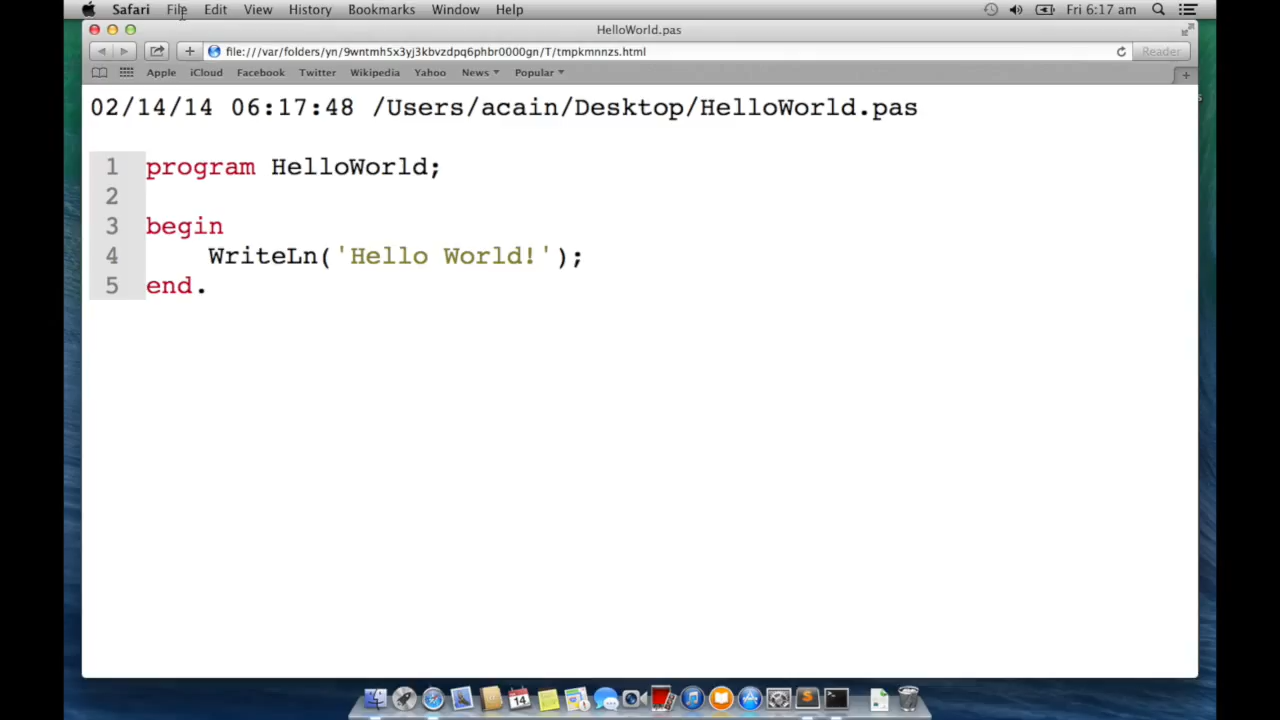 Safari File Edit View History Bookmarks Window Help Fri 6:17 am
HelloWorld.pas
file:///var/folders/yn/9wntmh5x3yj3kbvzdpq6phbr0000gn/T/tmpkmnnzs.html Reader
Apple iCloud Facebook Twitter Wikipedia Yahoo News Popular
02/14/14 06:17:48 /Users/acain/Desktop/HelloWorld.pas
1 program HelloWorld;
2
3 begin
4 WriteLn('Hello World!');
5 end.
14